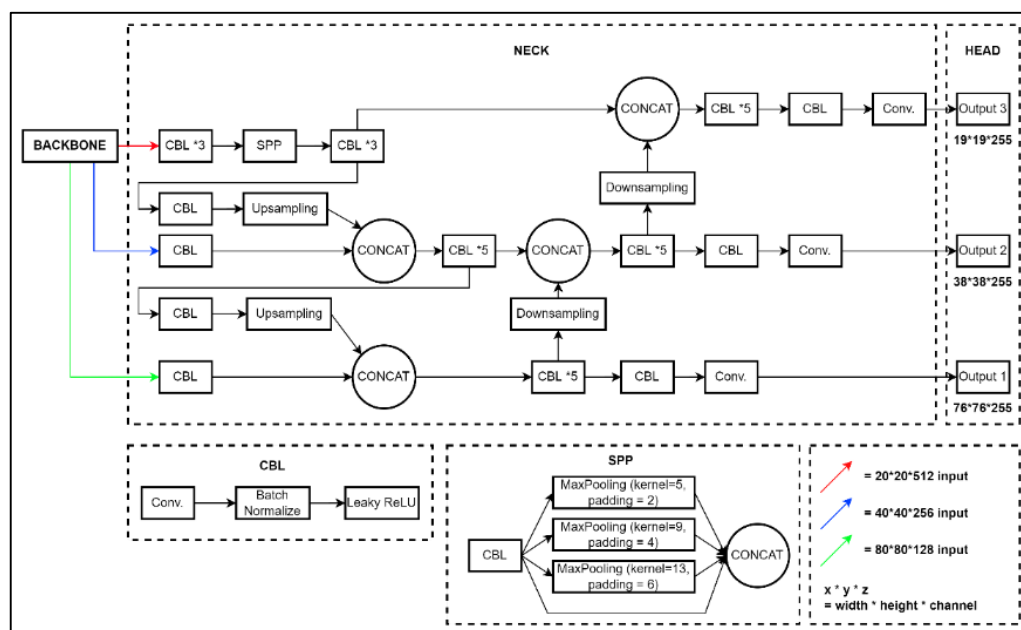 NECK
HEAD
CONCAT
CBL *5
CBL
Conv.
Output 3
19*19*255
BACKBONE
CBL *3
SPP
CBL *3
Downsampling
CBL
Upsampling
CBL
CONCAT
CBL *5
CONCAT
CBL *5
CBL
Conv.
Output 2
38*38*255
CBL
Upsampling
Downsampling
CBL
CONCAT
CBL *5
CBL
Conv.
Output 1
76*76*255
CBL
Conv.
Batch
Normalize
Leaky ReLU
SPP
CBL
MaxPooling (kernel=5,
padding = 2)
MaxPooling (kernel=9,
padding = 4)
MaxPooling (kernel=13,
padding = 6)
CONCAT
= 20*20*512 input
= 40*40*256 input
= 80*80*128 input
x * y * z
= width * height * channel